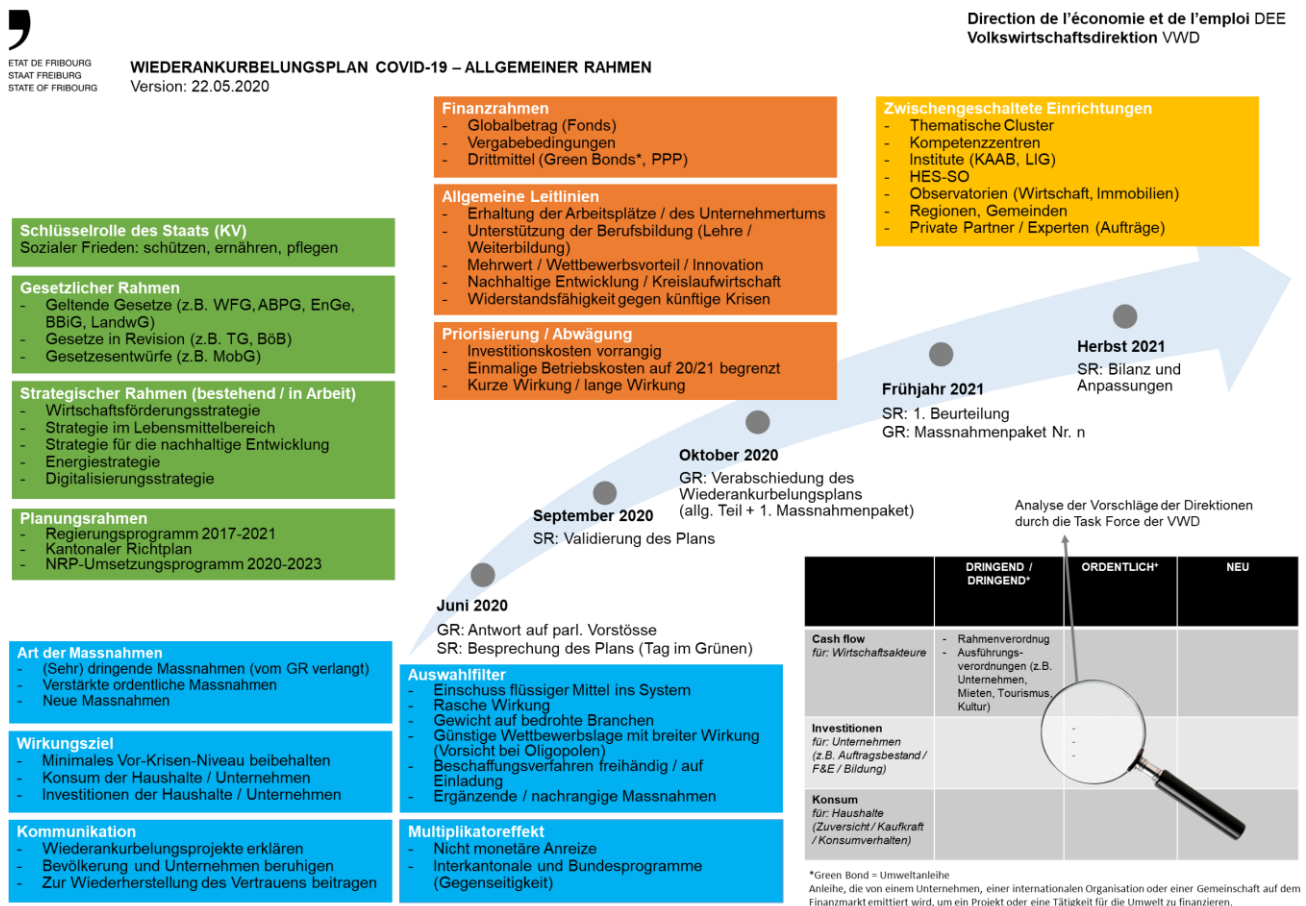 Direction de l'économie et de l'emploi DEE
Volkswirtschaftsdirektion VWD
ETAT DE FRIBOURG
STAAT FREIBURG
STATE OF FRIBOURG
WIEDERANKURBELUNGSPLAN COVID-19 – ALLGEMEINER RAHMEN
Version: 22.05.2020
Schlüsselrolle des Staats (KV)
Sozialer Frieden: schützen, ernähren, pflegen
Gesetzlicher Rahmen
- Geltende Gesetze (z.B. WFG, ABPG, EnGe,
BBiG, LandwG)
- Gesetze in Revision (z.B. TG, BöB)
- Gesetzesentwürfe (z.B. MobG)
Strategischer Rahmen (bestehend / in Arbeit)
- Wirtschaftsförderungsstrategie
- Strategie im Lebensmittelbereich
- Strategie für die nachhaltige Entwicklung
- Energiestrategie
- Digitalisierungsstrategie
Planungsrahmen
- Regierungsprogramm 2017-2021
- Kantonaler Richtplan
- NRP-Umsetzungsprogramm 2020-2023
Finanzrahmen
- Globalbetrag (Fonds)
- Vergabebedingungen
- Drittmittel (Green Bonds*, PPP)
Allgemeine Leitlinien
- Erhaltung der Arbeitsplätze / des Unternehmertums
- Unterstützung der Berufsbildung (Lehre /
Weiterbildung)
- Mehrwert / Wettbewerbsvorteil / Innovation
- Nachhaltige Entwicklung / Kreislaufwirtschaft
- Widerstandsfähigkeit gegen künftige Krisen
Priorisierung / Abwägung
- Investitionskosten vorrangig
- Einmalige Betriebskosten auf 20/21 begrenzt
- Kurze Wirkung / lange Wirkung
Zwischengeschaltete Einrichtungen
- Thematische Cluster
- Kompetenzzentren
- Institute (KAAB, LIG)
- HES-SO
- Observatorien (Wirtschaft, Immobilien)
- Regionen, Gemeinden
- Private Partner / Experten (Aufträge)
Juni 2020
GR: Antwort auf parl. Vorstösse
SR: Besprechung des Plans (Tag im Grünen)
September 2020
SR: Validierung des Plans
Oktober 2020
GR: Verabschiedung des
Wiederankurbelungsplans
(allg. Teil + 1. Massnahmenpaket)
Frühjahr 2021
SR: 1. Beurteilung
GR: Massnahmenpaket Nr. n
Herbst 2021
SR: Bilanz und
Anpassungen
Art der Massnahmen
- (Sehr) dringende Massnahmen (vom GR verlangt)
- Verstärkte ordentliche Massnahmen
- Neue Massnahmen
Wirkungsziel
- Minimales Vor-Krisen-Niveau beibehalten
- Konsum der Haushalte / Unternehmen
- Investitionen der Haushalte / Unternehmen
Kommunikation
- Wiederankurbelungsprojekte erklären
- Bevölkerung und Unternehmen beruhigen
- Zur Wiederherstellung des Vertrauens beitragen
Auswahlfilter
- Einschuss flüssiger Mittel ins System
- Rasche Wirkung
- Gewicht auf bedrohte Branchen
- Günstige Wettbewerbslage mit breiter Wirkung
(Vorsicht bei Oligopolen)
- Beschaffungsverfahren freihändig / auf
Einladung
- Ergänzende / nachrangige Massnahmen
Multiplikatoreffekt
- Nicht monetäre Anreize
- Interkantonale und Bundesprogramme
(Gegenseitigkeit)
Analyse der Vorschläge der Direktionen
durch die Task Force der VWD
DRINGEND /
DRINGEND+
ORDENTLICH+
NEU
Cash flow
für: Wirtschaftsakteure
- Rahmenverordnug
- Ausführungs-
verordnungen (z.B.
Unternehmen,
Mieten, Tourismus,
Kultur)
Investitionen
für: Unternehmen
(z.B. Auftragsbestand /
F&E / Bildung)
-
-
-
Konsum
für: Haushalte
(Zuversicht / Kaufkraft
/ Konsumverhalten)
*Green Bond = Umweltanleihe
Anleihe, die von einem Unternehmen, einer internationalen Organisation oder einer Gemeinschaft auf dem
Finanzmarkt emittiert wird, um ein Projekt oder eine Tätigkeit für die Umwelt zu finanzieren.